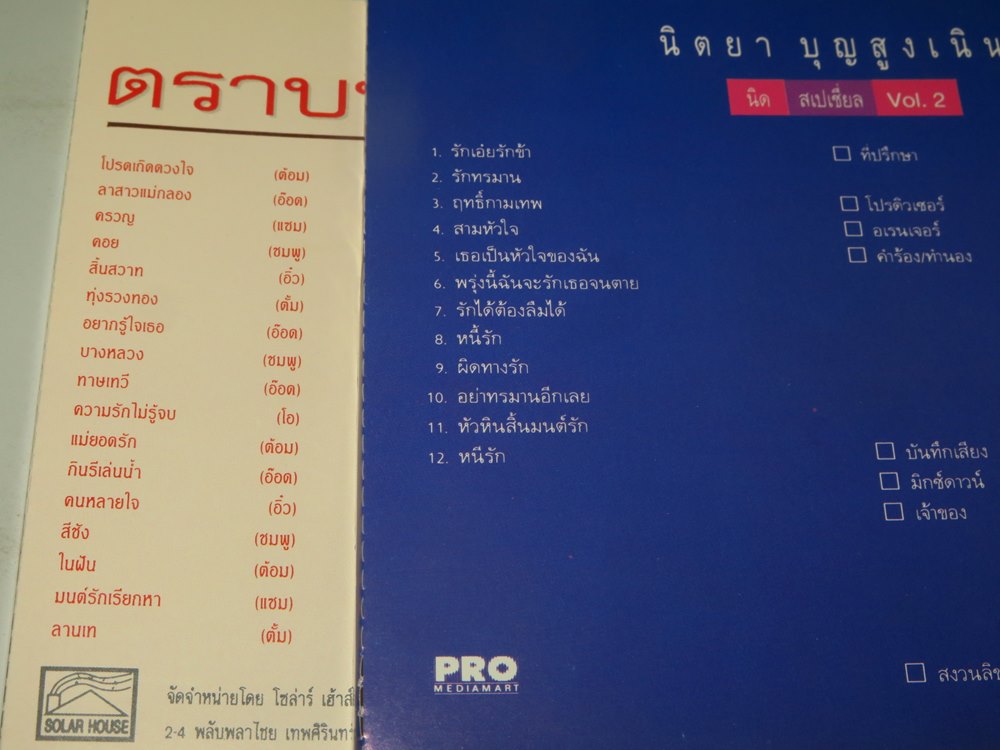 ตราบ
โปรดเกิดดวงใจ (ต้อม)
ลาสาวแม่กลอง (อ๊อด)
ครวญ (แซม)
คอย (ชมพู)
สิ้นสวาท (อิ๋ว)
ทุ่งรวงทอง (ตั้ม)
อยากรู้ใจเธอ (อ๊อด)
บางหลวง (ชมพู)
ทาษเทวี (อ๊อด)
ความรักไม่รู้จบ (โอ)
แม่ยอดรัก (ต้อม)
กินรีเล่นน้ำ (อ๊อด)
คนหลายใจ (อิ๋ว)
สีชัง (ชมพู)
ในฝัน (ต้อม)
มนต์รักเรียกหา (แซม)
ลานเท (ตั้ม)
SOLAR HOUSE
จัดจำหน่ายโดย โซล่าร์ เฮ้าส์
2-4 พลับพลาไชย เทพศิรินทร์
นิตยา บุญสูงเนิน
นิด สเปเชี่ยล Vol. 2
1. รักเอ๋ยรักข้า
2. รักทรมาน
3. ฤทธิ์กามเทพ
4. สามหัวใจ
5. เธอเป็นหัวใจของฉัน
6. พรุ่งนี้ฉันจะรักเธอจนตาย
7. รักได้ต้องลืมได้
8. หนี้รัก
9. ผิดทางรัก
10. อย่าทรมานอีกเลย
11. หัวหินสิ้นมนต์รัก
12. หนีรัก
ที่ปรึกษา
โปรดิวเซอร์
อเรนเจอร์
คำร้อง/ทำนอง
บันทึกเสียง
มิกซ์ดาวน์
เจ้าของ
สงวนลิข
PRO
MEDIAMART